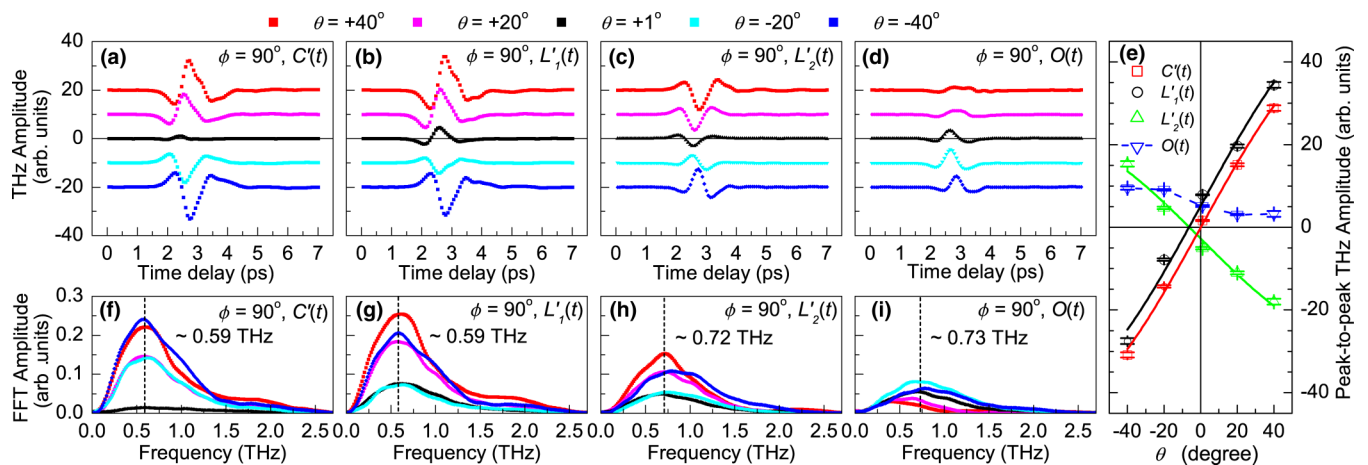 θ = +40° θ = +20° θ = +1° θ = -20° θ = -40°
(a) ϕ = 90°, C'(t)
(b) ϕ = 90°, L'₁(t)
(c) ϕ = 90°, L'₂(t)
(d) ϕ = 90°, O(t)
(e)
C'(t)
L'₁(t)
L'₂(t)
O(t)
THz Amplitude
(arb. units)
40
20
0
-20
-40
0 1 2 3 4 5 6 7
0 1 2 3 4 5 6 7
0 1 2 3 4 5 6 7
0 1 2 3 4 5 6 7
Time delay (ps)
Time delay (ps)
Time delay (ps)
Time delay (ps)
(f) ϕ = 90°, C'(t)
~ 0.59 THz
(g) ϕ = 90°, L'₁(t)
~ 0.59 THz
(h) ϕ = 90°, L'₂(t)
~ 0.72 THz
(i) ϕ = 90°, O(t)
~ 0.73 THz
FFT Amplitude
(arb .units)
0.3
0.2
0.1
0.0
0.0 0.5 1.0 1.5 2.0 2.5
0.0 0.5 1.0 1.5 2.0 2.5
0.0 0.5 1.0 1.5 2.0 2.5
0.0 0.5 1.0 1.5 2.0 2.5
Frequency (THz)
Frequency (THz)
Frequency (THz)
Frequency (THz)
40
20
0
-20
-40
Peak-to-peak THz Amplitude (arb. units)
-40 -20 0 20 40
θ (degree)